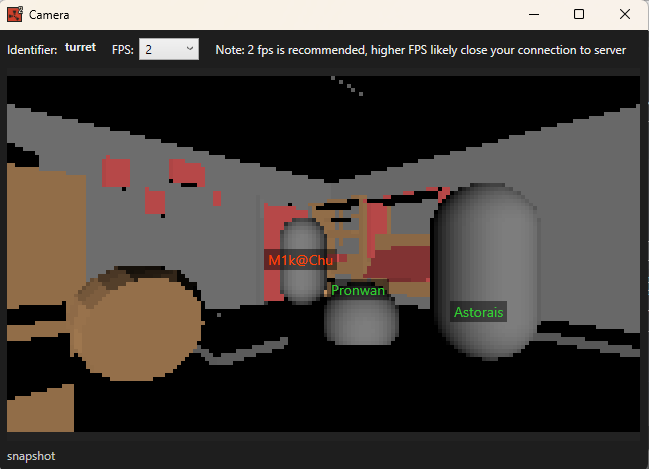 Camera
Identifier: turret FPS: 2 Note: 2 fps is recommended, higher FPS likely close your connection to server
M1k@Chu
Pronwan
Astorais
snapshot